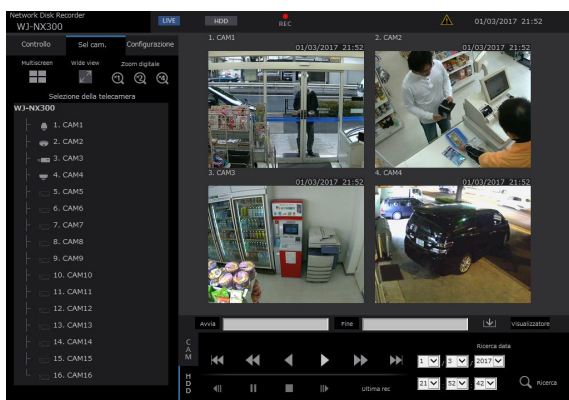 Network Disk Recorder
WJ-NX300
LIVE
HDD
REC
01/03/2017 21:52
Controllo
Sel cam.
Configurazione
Multiscreen
Wide view
Zoom digitale
x1
x2
x4
Selezione della telecamera
WJ-NX300
1. CAM1
2. CAM2
3. CAM3
4. CAM4
5. CAM5
6. CAM6
7. CAM7
8. CAM8
9. CAM9
10. CAM10
11. CAM11
12. CAM12
13. CAM13
14. CAM14
15. CAM15
16. CAM16
1. CAM1
01/03/2017 21:52
2. CAM2
01/03/2017 21:52
3. CAM3
01/03/2017 21:52
4. CAM4
01/03/2017 21:52
Avvia
Fine
Visualizzatore
CAM
HDD
Ultima rec
Ricerca data
1 / 3 / 2017
21 : 52 : 42
Ricerca